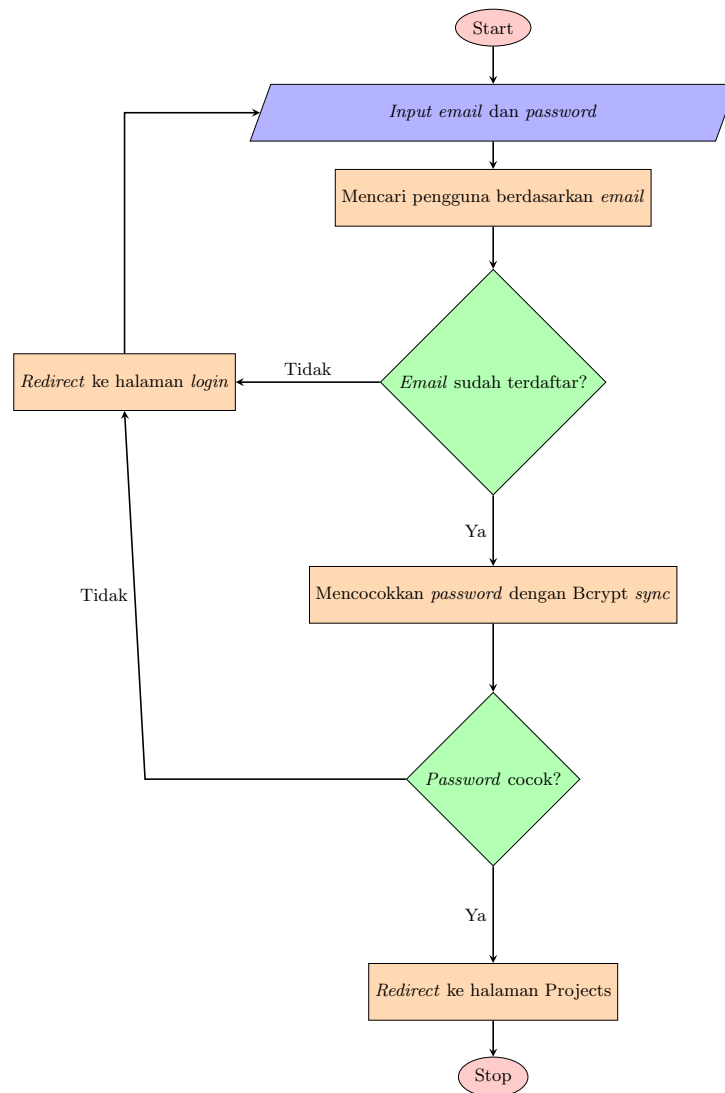 Start
Input email dan password
Mencari pengguna berdasarkan email
Email sudah terdaftar?
Tidak
Redirect ke halaman login
Ya
Mencocokkan password dengan Bcrypt sync
Tidak
Password cocok?
Ya
Redirect ke halaman Projects
Stop